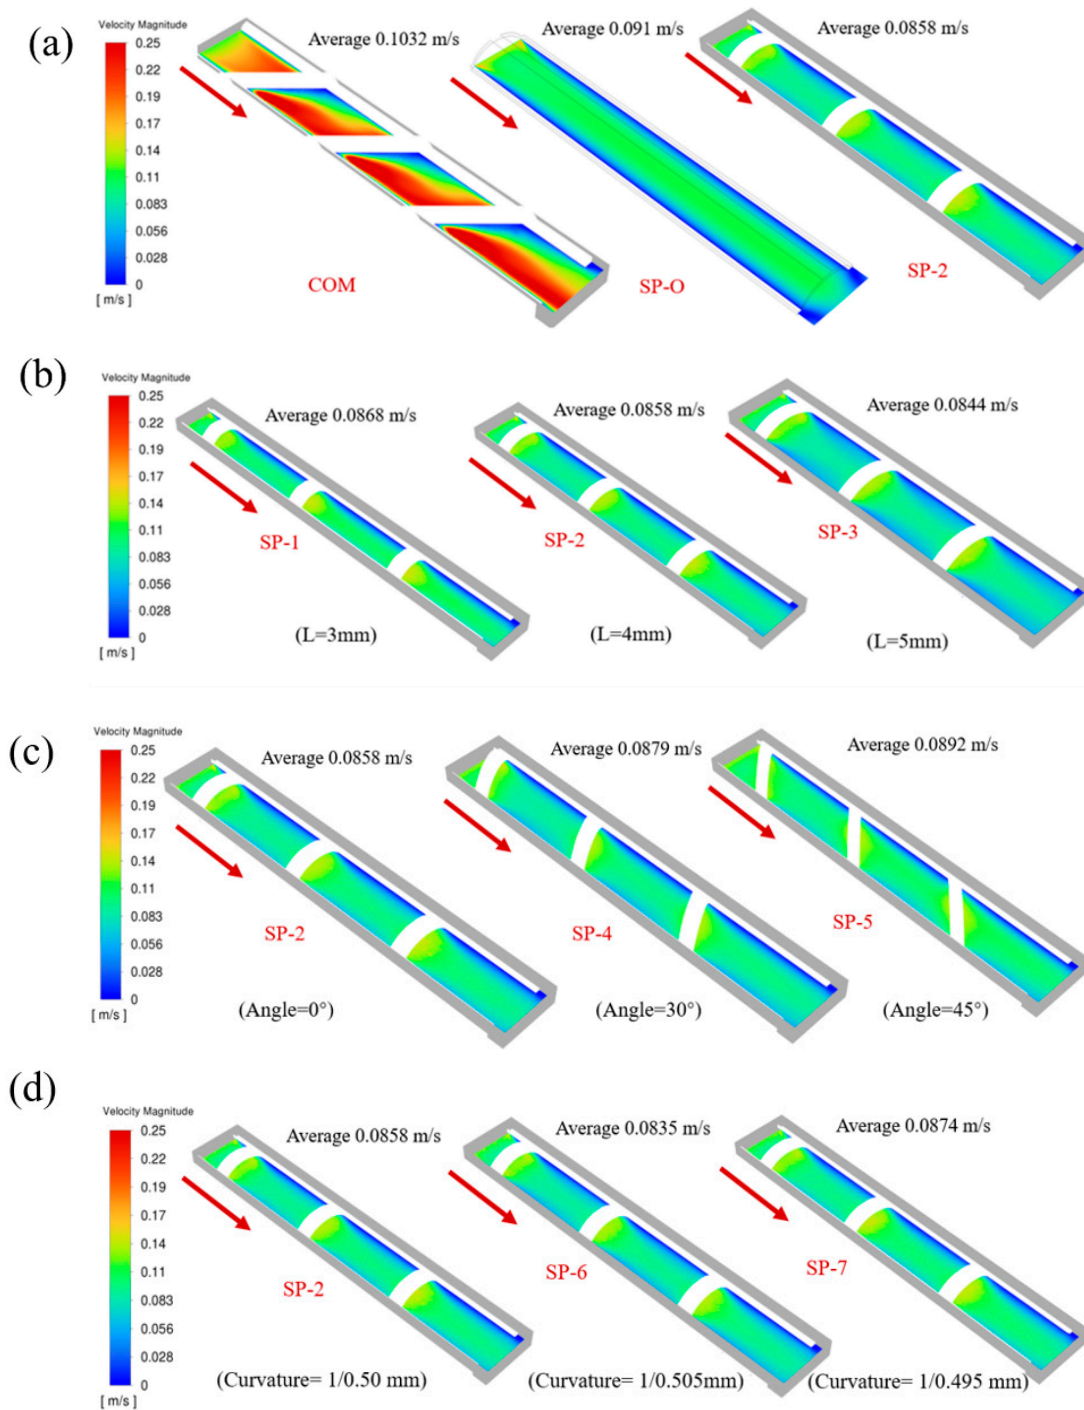 (a)
Velocity Magnitude
0.25
0.22
0.19
0.17
0.14
0.11
0.083
0.056
0.028
0
[ m/s ]
Average 0.1032 m/s
COM
Average 0.091 m/s
SP-O
Average 0.0858 m/s
SP-2
(b)
Velocity Magnitude
0.25
0.22
0.19
0.17
0.14
0.11
0.083
0.056
0.028
0
[ m/s ]
Average 0.0868 m/s
SP-1
(L=3mm)
Average 0.0858 m/s
SP-2
(L=4mm)
Average 0.0844 m/s
SP-3
(L=5mm)
(c)
Velocity Magnitude
0.25
0.22
0.19
0.17
0.14
0.11
0.083
0.056
0.028
0
[ m/s ]
Average 0.0858 m/s
SP-2
(Angle=0°)
Average 0.0879 m/s
SP-4
(Angle=30°)
Average 0.0892 m/s
SP-5
(Angle=45°)
(d)
Velocity Magnitude
0.25
0.22
0.19
0.17
0.14
0.11
0.083
0.056
0.028
0
[ m/s ]
Average 0.0858 m/s
SP-2
(Curvature= 1/0.50 mm)
Average 0.0835 m/s
SP-6
(Curvature= 1/0.505mm)
Average 0.0874 m/s
SP-7
(Curvature= 1/0.495 mm)